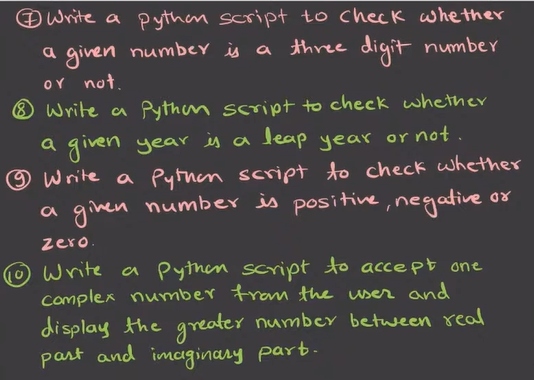 ⑦ Write a python script to check whether
a given number is a three digit number
or not.
⑧ Write a Python script to check whether
a given year is a leap year or not.
⑨ Write a Python script to check whether
a given number is positive, negative or
zero.
⑩ Write a Python script to accept one
complex number from the user and
display the greater number between real
part and imaginary part.